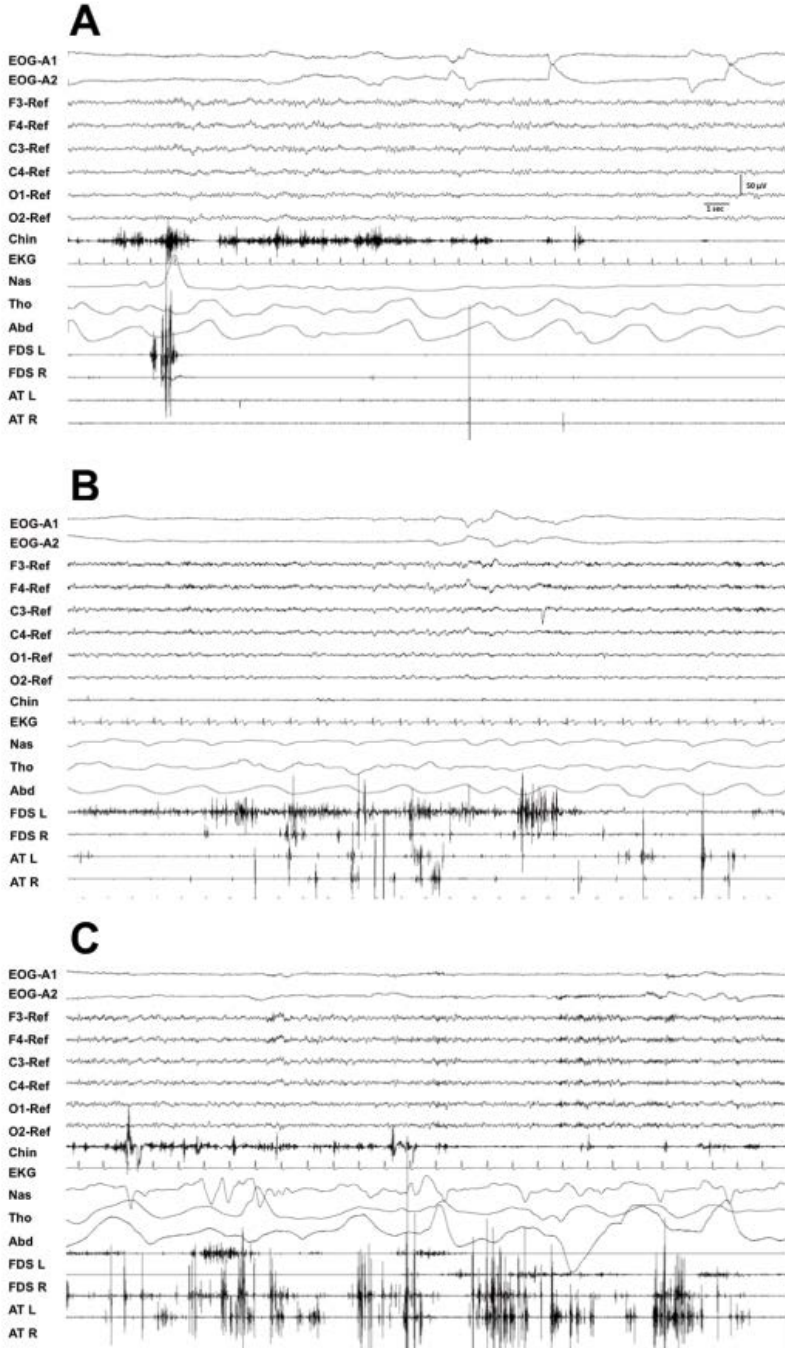 A
EOG-A1
EOG-A2
F3-Ref
F4-Ref
C3-Ref
C4-Ref
50 µV
O1-Ref
1 sec
O2-Ref
Chin
EKG
Nas
Tho
Abd
FDS L
FDS R
AT L
AT R
B
EOG-A1
EOG-A2
F3-Ref
F4-Ref
C3-Ref
C4-Ref
O1-Ref
O2-Ref
Chin
EKG
Nas
Tho
Abd
FDS L
FDS R
AT L
AT R
C
EOG-A1
EOG-A2
F3-Ref
F4-Ref
C3-Ref
C4-Ref
O1-Ref
O2-Ref
Chin
EKG
Nas
Tho
Abd
FDS L
FDS R
AT L
AT R